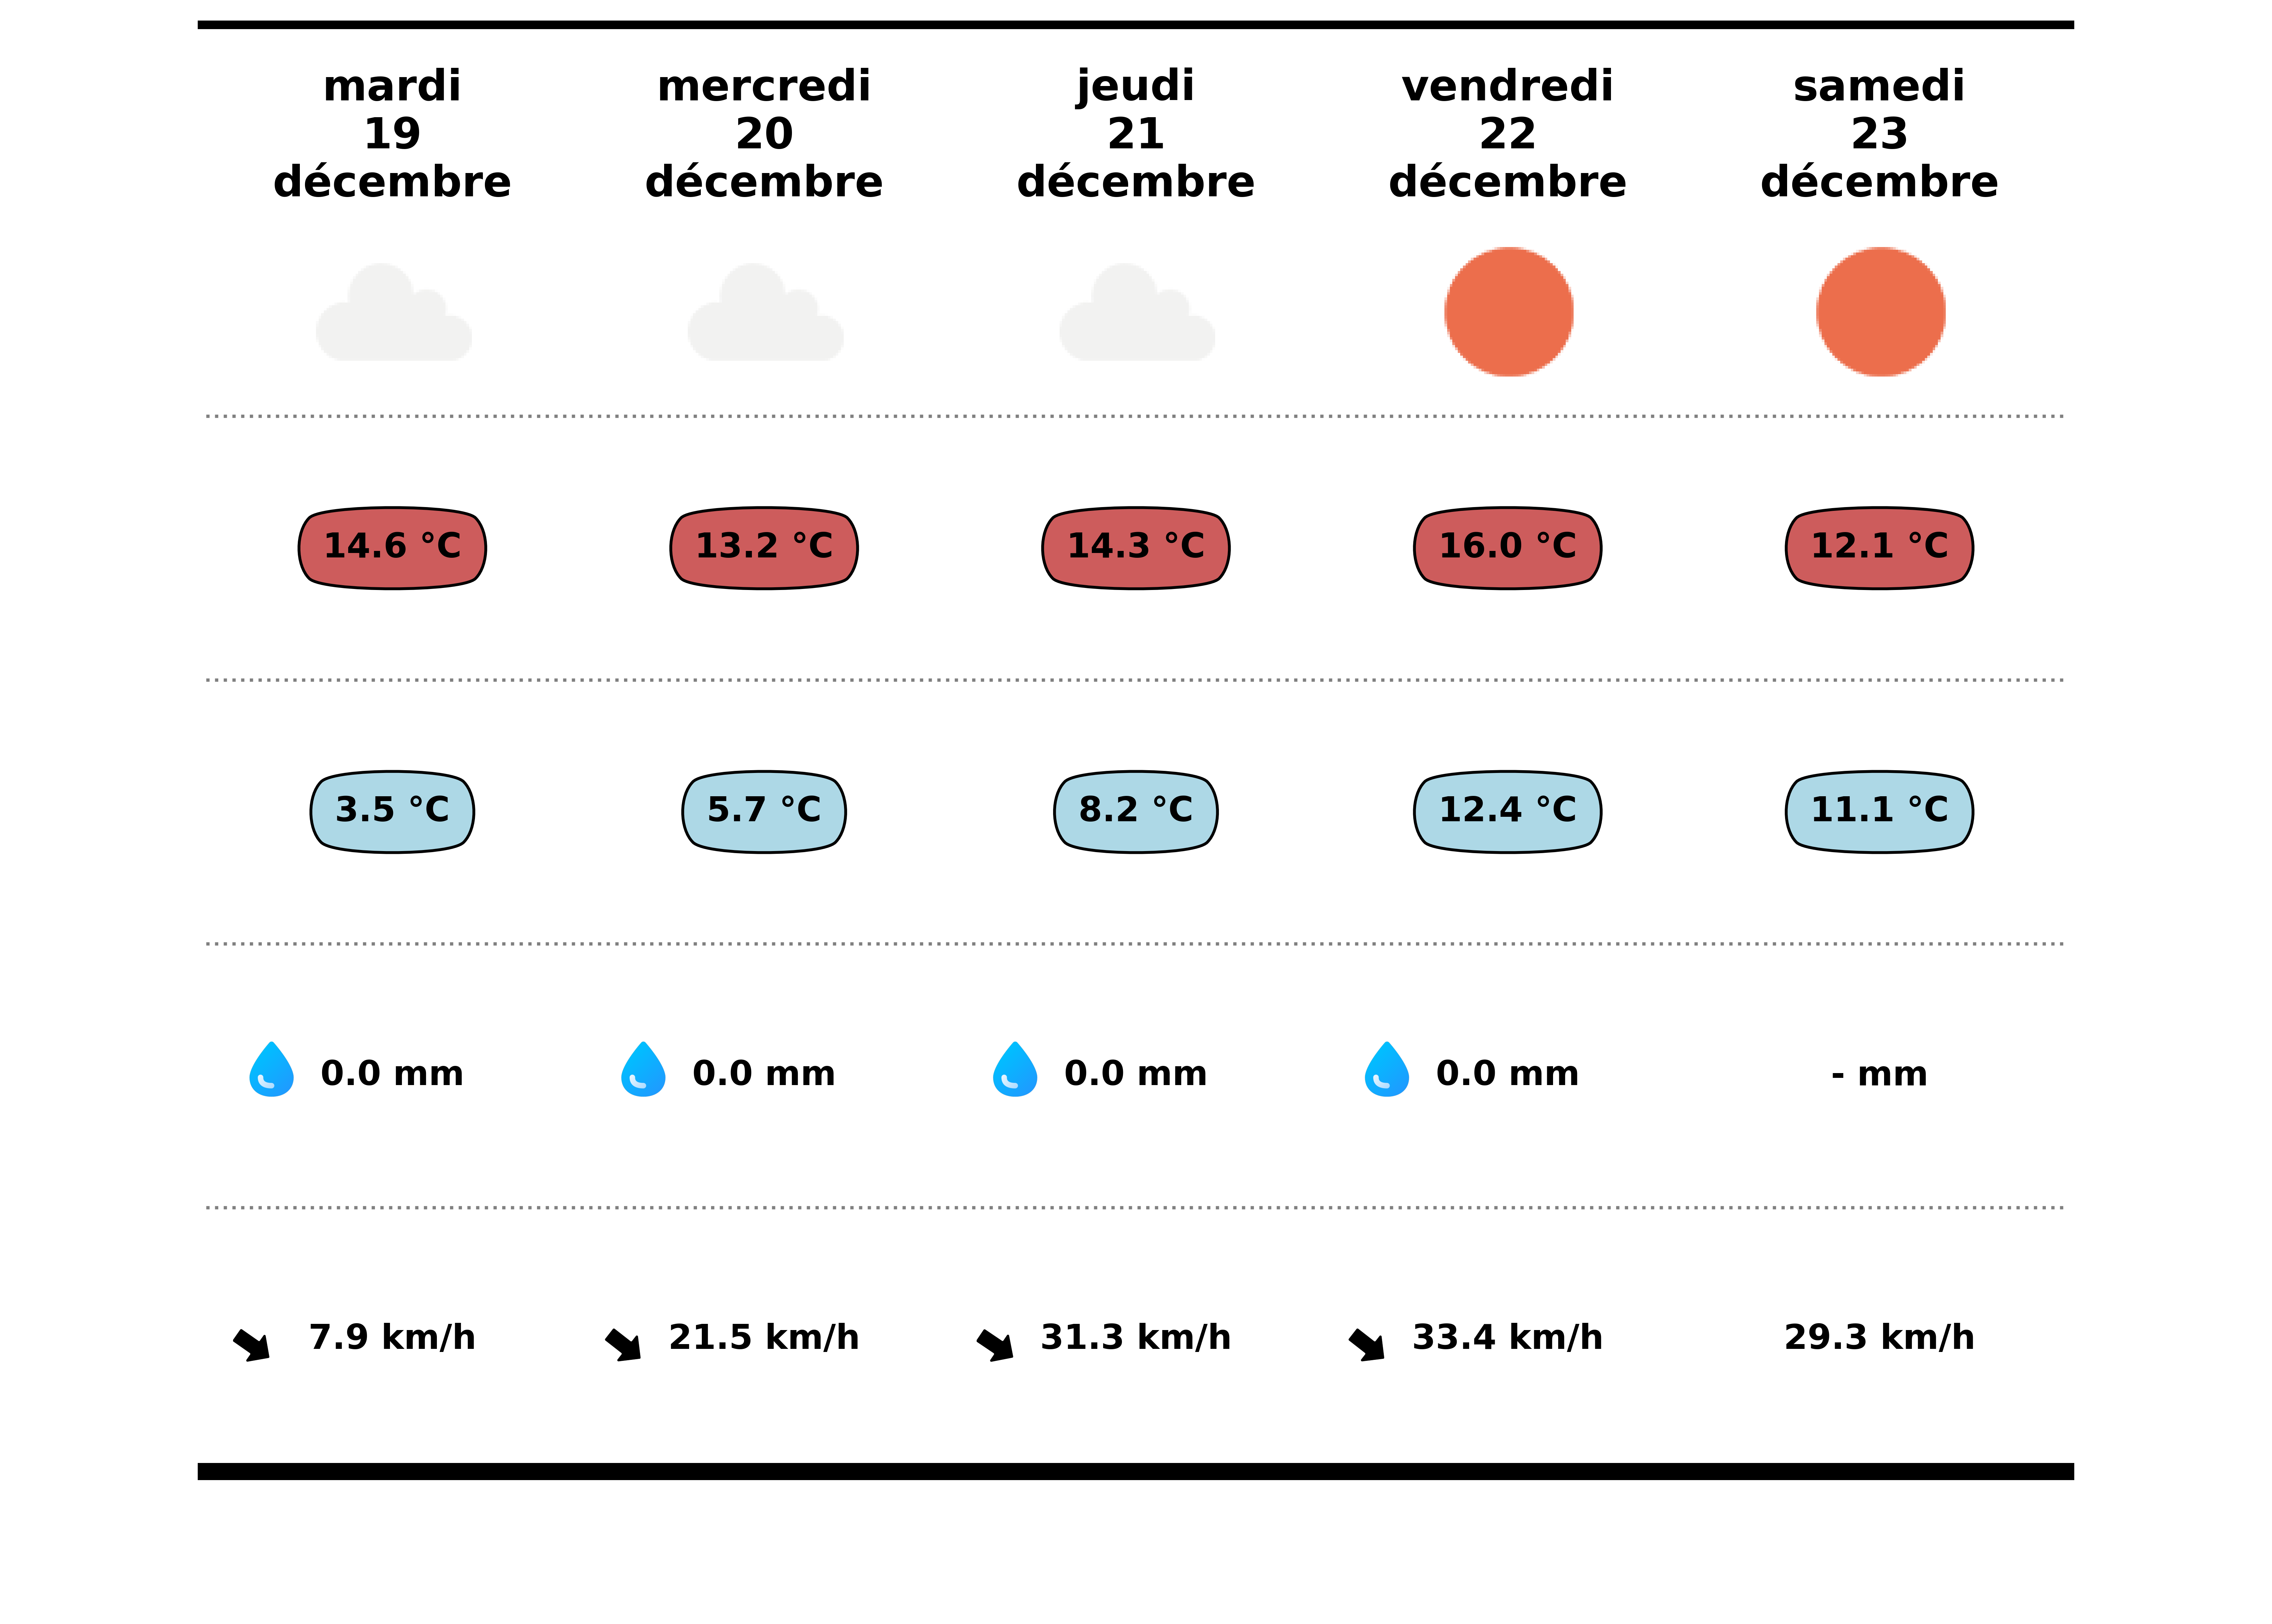 mardi
19
décembre
mercredi
20
décembre
jeudi
21
décembre
vendredi
22
décembre
samedi
23
décembre
14.6 °C
13.2 °C
14.3 °C
16.0 °C
12.1 °C
3.5 °C
5.7 °C
8.2 °C
12.4 °C
11.1 °C
0.0 mm
0.0 mm
0.0 mm
0.0 mm
- mm
7.9 km/h
21.5 km/h
31.3 km/h
33.4 km/h
29.3 km/h